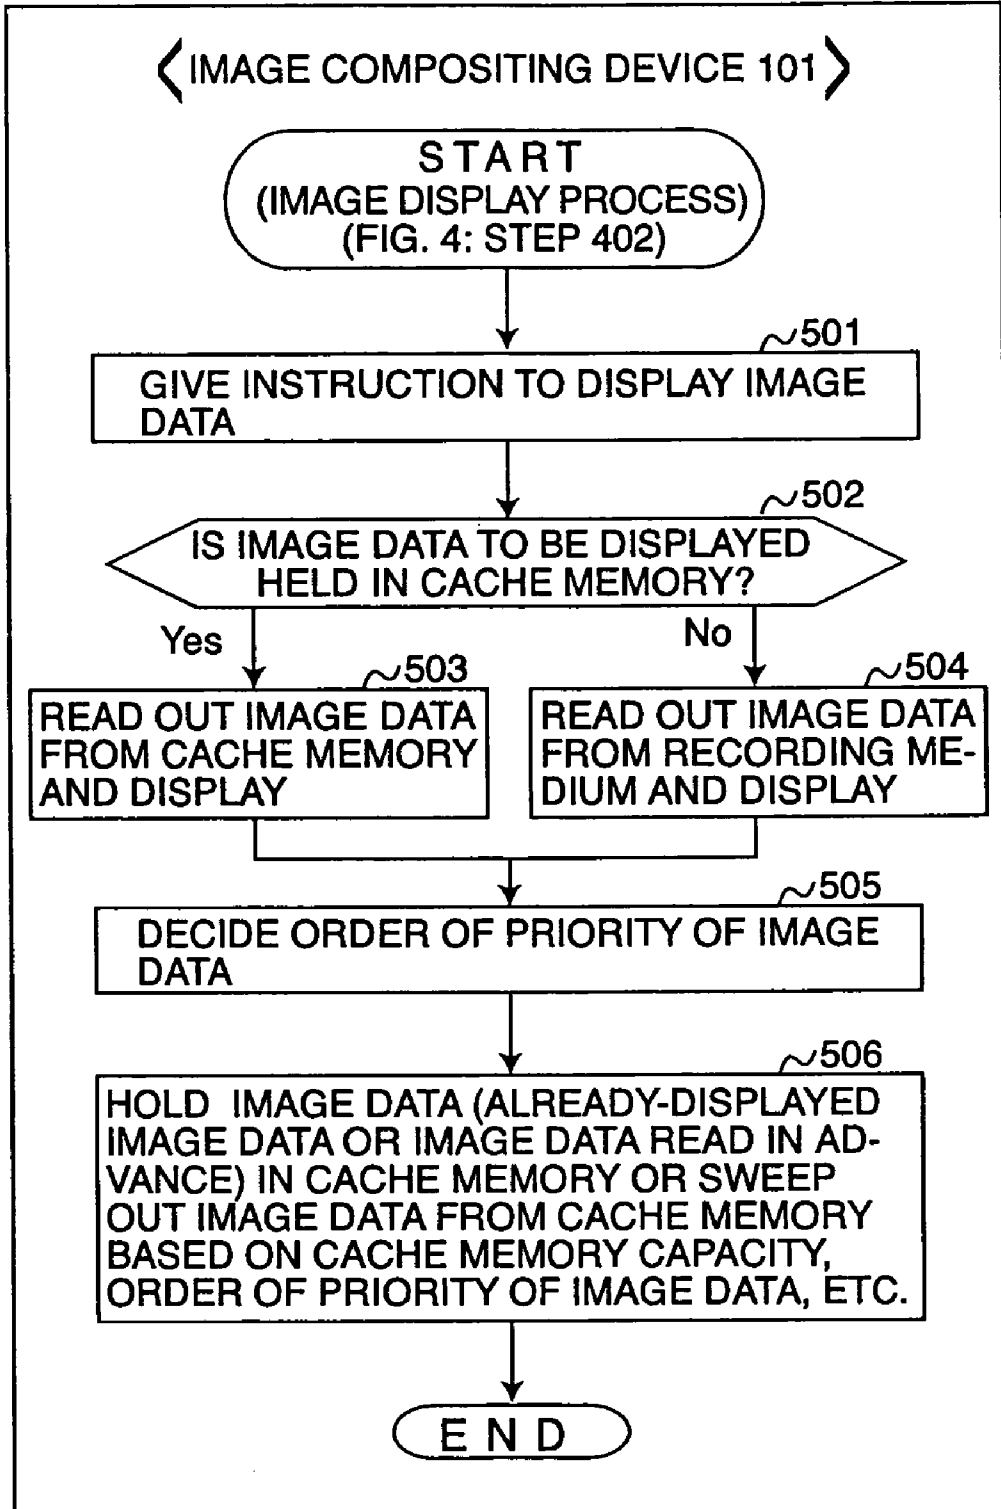 〈IMAGE COMPOSITING DEVICE 101〉
START
(IMAGE DISPLAY PROCESS)
(FIG. 4: STEP 402)
501
GIVE INSTRUCTION TO DISPLAY IMAGE
DATA
502
IS IMAGE DATA TO BE DISPLAYED
HELD IN CACHE MEMORY?
Yes
No
503
READ OUT IMAGE DATA
FROM CACHE MEMORY
AND DISPLAY
504
READ OUT IMAGE DATA
FROM RECORDING ME-
DIUM AND DISPLAY
505
DECIDE ORDER OF PRIORITY OF IMAGE
DATA
506
HOLD IMAGE DATA (ALREADY-DISPLAYED
IMAGE DATA OR IMAGE DATA READ IN AD-
VANCE) IN CACHE MEMORY OR SWEEP
OUT IMAGE DATA FROM CACHE MEMORY
BASED ON CACHE MEMORY CAPACITY,
ORDER OF PRIORITY OF IMAGE DATA, ETC.
END